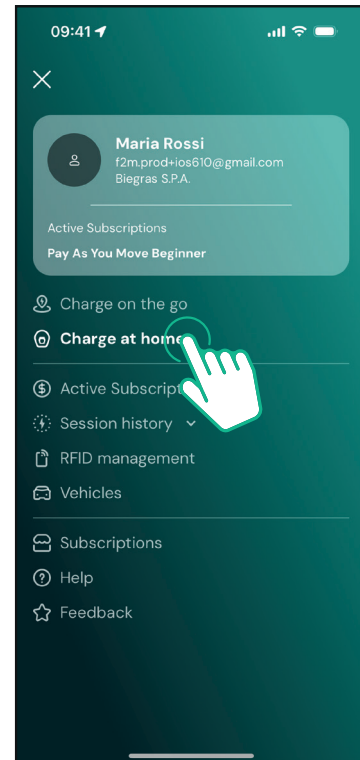 09:41
Maria Rossi
f2m.prod+ios610@gmail.com
Biegras S.P.A.
Active Subscriptions
Pay As You Move Beginner
Charge on the go
Charge at home
Active Subscript
Session history
RFID management
Vehicles
Subscriptions
Help
Feedback